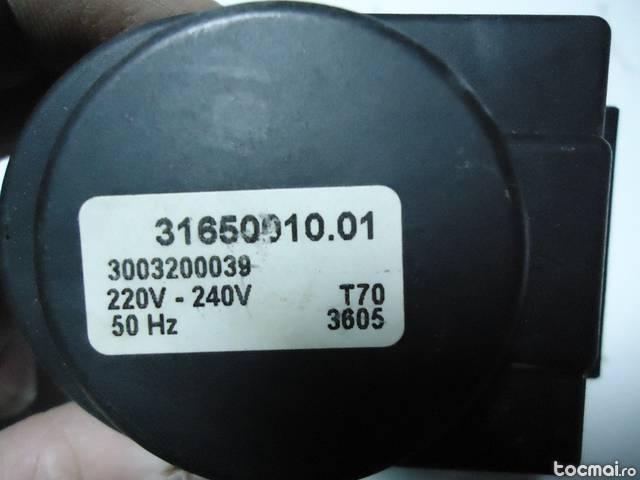 31650010.01
3003200039
220V - 240V T70
50 Hz 3605
tocmai.ro